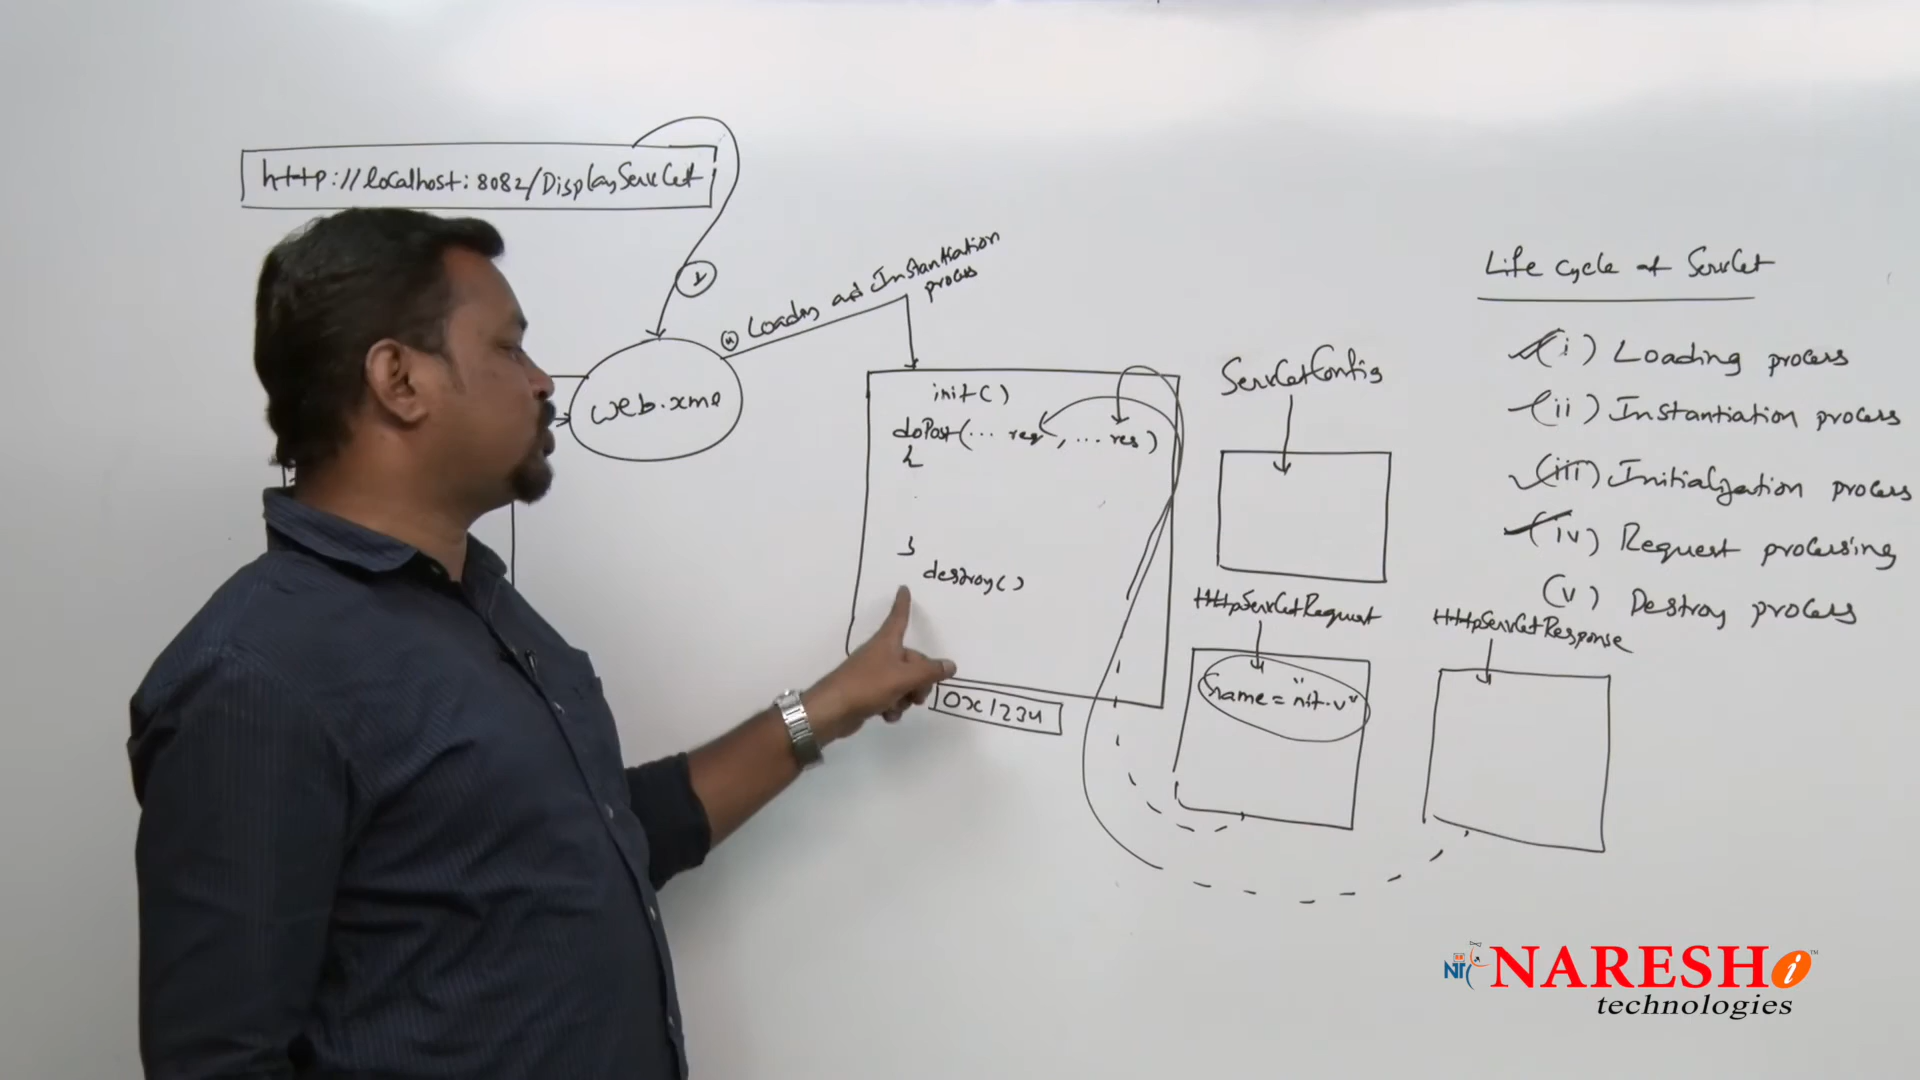 http://localhost:8082/DisplayServlet
Loading and Instantiation
process
web.xml
init()
doPost(... req, ... res)
{
}
destroy()
0x1234
ServletConfig
HttpServletRequest
name = "nit.v"
HttpServletResponse
Life cycle of Servlet
(i) Loading process
(ii) Instantiation process
(iii) Initialization process
(iv) Request processing
(v) Destroy process
NARESH i
technologies